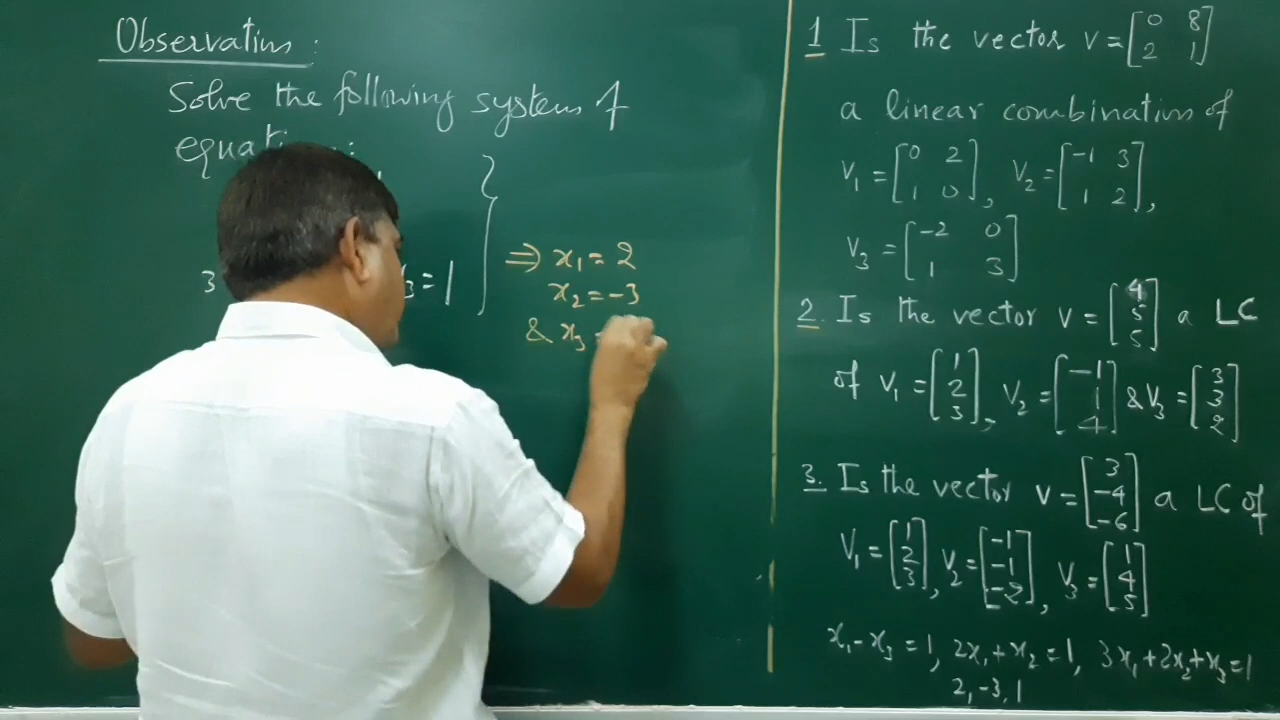 Observation:
Solve the following system of
3 3 = 1
⇒ x₁ = 2
x₂ = -3
& x₃
1 Is the vector v = [0 8
2 1]
a linear combination of
V₁ = [0 2
1 0], V₂ = [-1 3
1 2],
V₃ = [-2 0
1 3]
2. Is the vector v = [4 5 5] a LC
of V₁ = [1 2 3], V₂ = [-1 1 4] & V₃ = [3 3 2]
3. Is the vector v = [3 -4 -6] a LC of
V₁ = [1 2 3], V₂ = [-1 -1 -2], V₃ = [1 4 5]
x₁ - x₃ = 1, 2x₁ + x₂ = 1, 3x₁ + 2x₂ + x₃ = 1
2, -3, 1